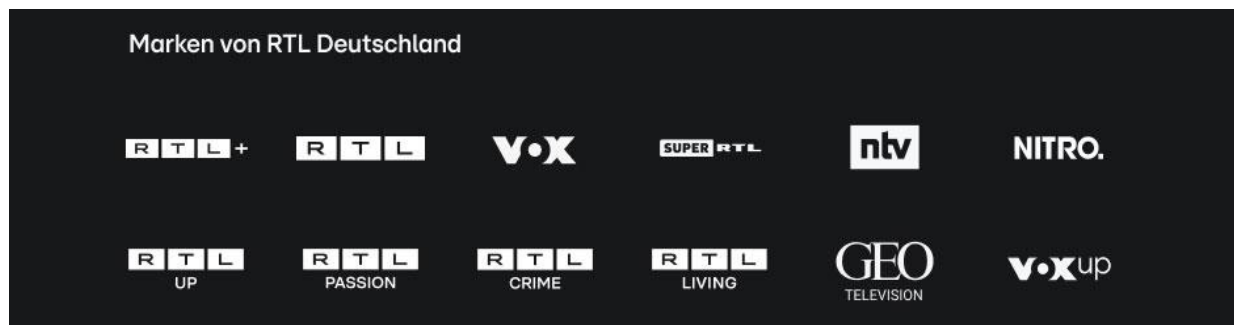 Marken von RTL Deutschland
RTL+
RTL
VOX
SUPER RTL
ntv
NITRO.
RTL
UP
RTL
PASSION
RTL
CRIME
RTL
LIVING
GEO
TELEVISION
VOXup